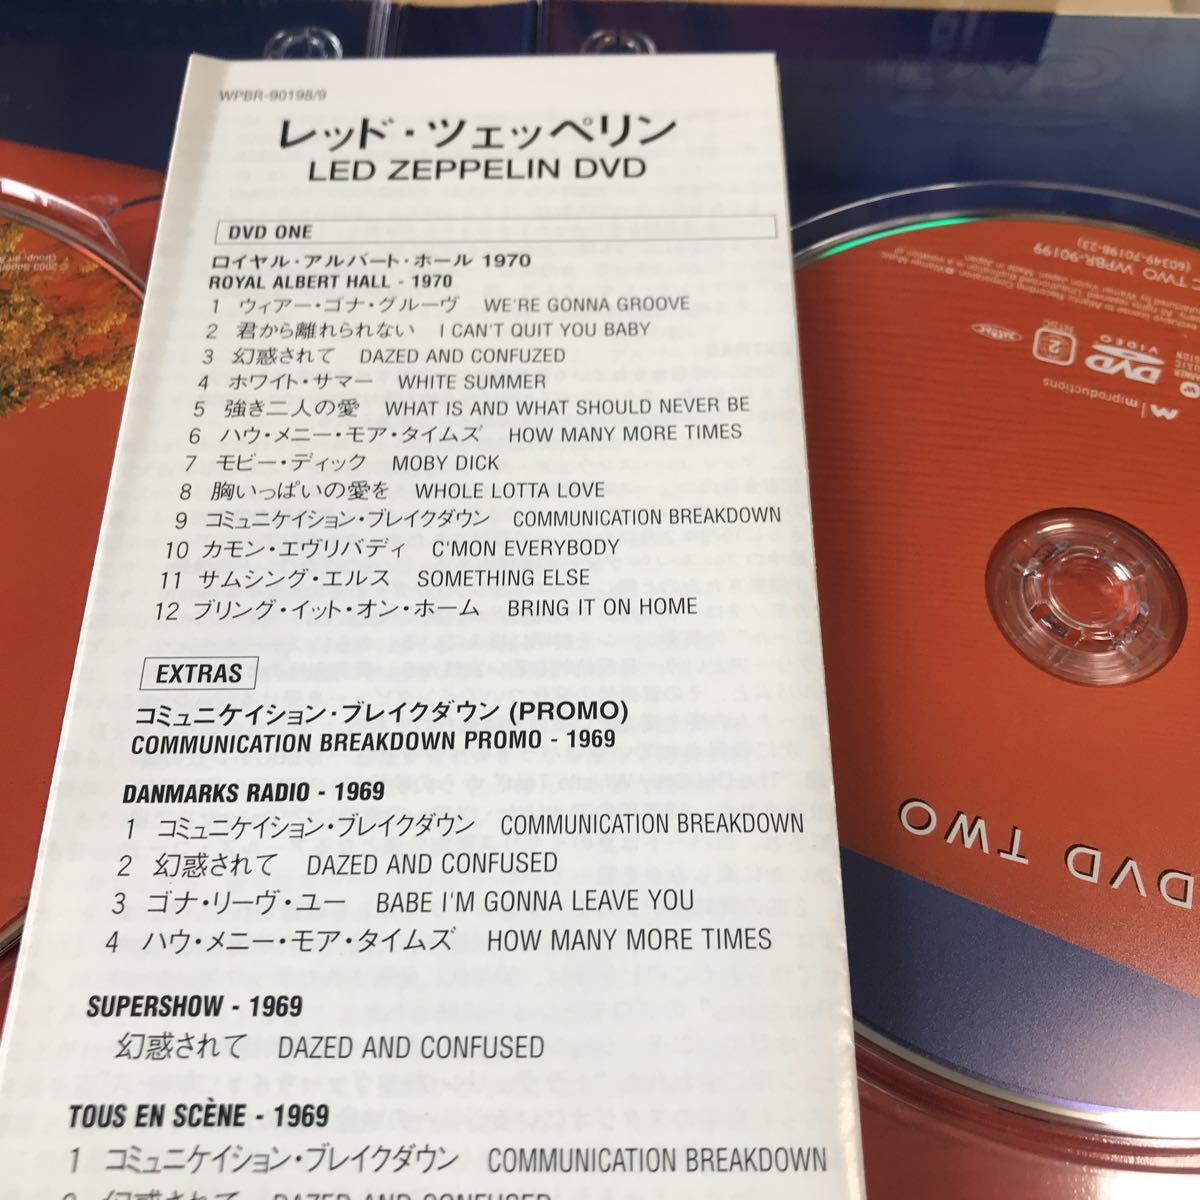 WPBR-90198/9
レッド・ツェッペリン
LED ZEPPELIN DVD
DVD ONE
ロイヤル・アルバート・ホール 1970
ROYAL ALBERT HALL - 1970
1 ウィアー・ゴナ・グルーヴ WE'RE GONNA GROOVE
2 君から離れられない I CAN'T QUIT YOU BABY
3 幻惑されて DAZED AND CONFUZED
4 ホワイト・サマー WHITE SUMMER
5 強き二人の愛 WHAT IS AND WHAT SHOULD NEVER BE
6 ハウ・メニー・モア・タイムズ HOW MANY MORE TIMES
7 モビー・ディック MOBY DICK
8 胸いっぱいの愛を WHOLE LOTTA LOVE
9 コミュニケイション・ブレイクダウン COMMUNICATION BREAKDOWN
10 カモン・エヴリバディ C'MON EVERYBODY
11 サムシング・エルス SOMETHING ELSE
12 ブリング・イット・オン・ホーム BRING IT ON HOME
EXTRAS
コミュニケイション・ブレイクダウン (PROMO)
COMMUNICATION BREAKDOWN PROMO - 1969
DANMARKS RADIO - 1969
1 コミュニケイション・ブレイクダウン COMMUNICATION BREAKDOWN
2 幻惑されて DAZED AND CONFUSED
3 ゴナ・リーヴ・ユー BABE I'M GONNA LEAVE YOU
4 ハウ・メニー・モア・タイムズ HOW MANY MORE TIMES
SUPERSHOW - 1969
幻惑されて DAZED AND CONFUSED
TOUS EN SCÈNE - 1969
1 コミュニケイション・ブレイクダウン COMMUNICATION BREAKDOWN
2 幻惑されて DAZED AND CONFUSED
DVD TWO
TWO WPBR-90199
(60349-70198-23)
NTSC
2
DVD
VIDEO
mjproductions